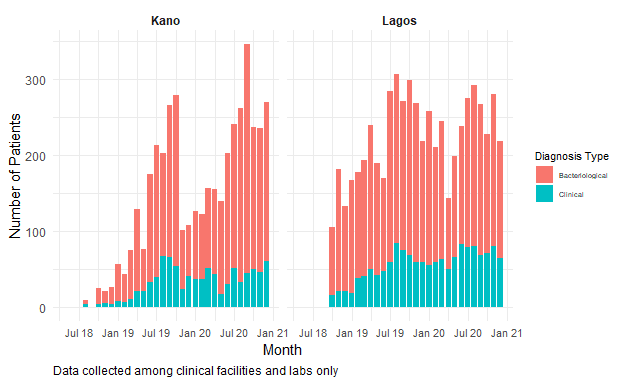 Kano
Lagos
Number of Patients
300
200
100
0
Jul 18 Jan 19 Jul 19 Jan 20 Jul 20 Jan 21
Jul 18 Jan 19 Jul 19 Jan 20 Jul 20 Jan 21
Month
Diagnosis Type
Bacteriological
Clinical
Data collected among clinical facilities and labs only